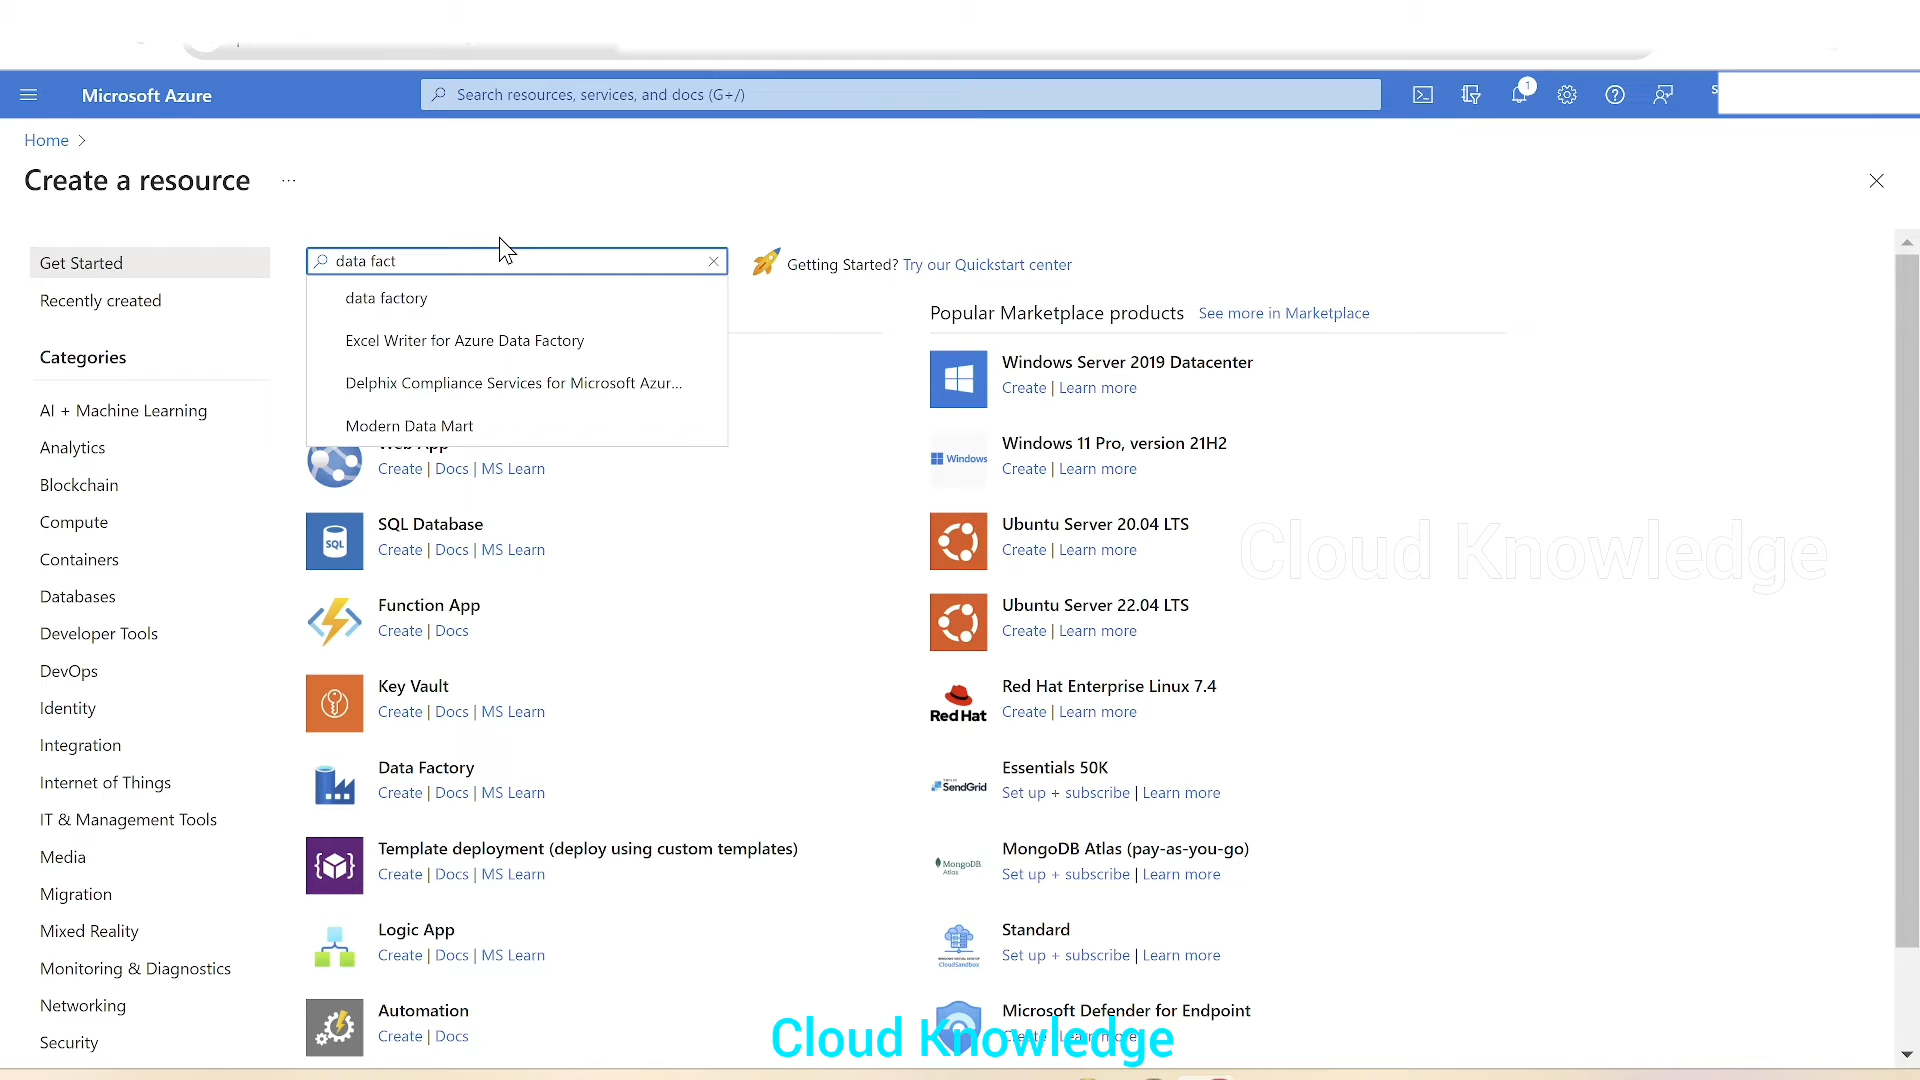 Microsoft Azure
Search resources, services, and docs (G+/)
1
Home
Create a resource
...
Get Started
Recently created
Categories
AI + Machine Learning
Analytics
Blockchain
Compute
Containers
Databases
Developer Tools
DevOps
Identity
Integration
Internet of Things
IT & Management Tools
Media
Migration
Mixed Reality
Monitoring & Diagnostics
Networking
Security
data fact
data factory
Excel Writer for Azure Data Factory
Delphix Compliance Services for Microsoft Azur...
Modern Data Mart
Getting Started? Try our Quickstart center
Web App
Create | Docs | MS Learn
SQL
SQL Database
Create | Docs | MS Learn
Function App
Create | Docs
Key Vault
Create | Docs | MS Learn
Data Factory
Create | Docs | MS Learn
Template deployment (deploy using custom templates)
Create | Docs | MS Learn
Logic App
Create | Docs | MS Learn
Automation
Create | Docs
Popular Marketplace products See more in Marketplace
Windows Server 2019 Datacenter
Create | Learn more
Windows
Windows 11 Pro, version 21H2
Create | Learn more
Ubuntu Server 20.04 LTS
Create | Learn more
Ubuntu Server 22.04 LTS
Create | Learn more
Red Hat
Red Hat Enterprise Linux 7.4
Create | Learn more
SendGrid
Essentials 50K
Set up + subscribe | Learn more
MongoDB.
Atlas
MongoDB Atlas (pay-as-you-go)
Set up + subscribe | Learn more
CloudSandbox
Standard
Set up + subscribe | Learn more
Microsoft Defender for Endpoint
Create | Learn more
Cloud Knowledge
Cloud Knowledge